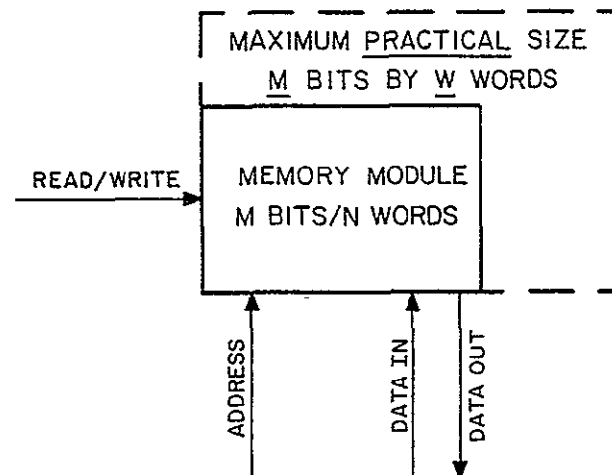 MAXIMUM PRACTICAL SIZE
M BITS BY W WORDS
READ/WRITE
MEMORY MODULE
M BITS/N WORDS
ADDRESS
DATA IN
DATA OUT